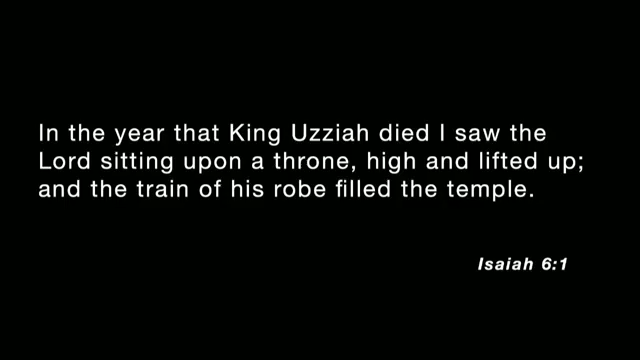 In the year that King Uzziah died I saw the
Lord sitting upon a throne, high and lifted up;
and the train of his robe filled the temple.
Isaiah 6:1